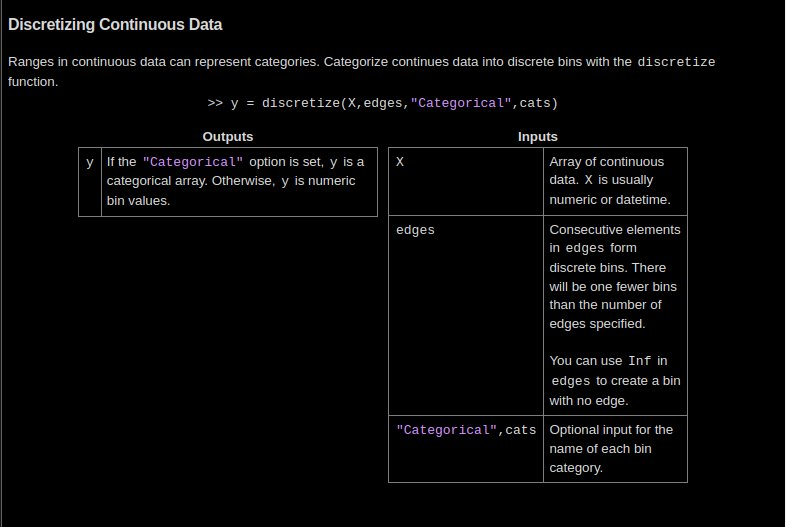 Discretizing Continuous Data
Ranges in continuous data can represent categories. Categorize continues data into discrete bins with the discretize
function.
>> y = discretize(X,edges,"Categorical",cats)
Outputs
y
If the "Categorical" option is set, y is a
categorical array. Otherwise, y is numeric
bin values.
Inputs
X
Array of continuous
data. X is usually
numeric or datetime.
edges
Consecutive elements
in edges form
discrete bins. There
will be one fewer bins
than the number of
edges specified.
You can use Inf in
edges to create a bin
with no edge.
"Categorical",cats
Optional input for the
name of each bin
category.